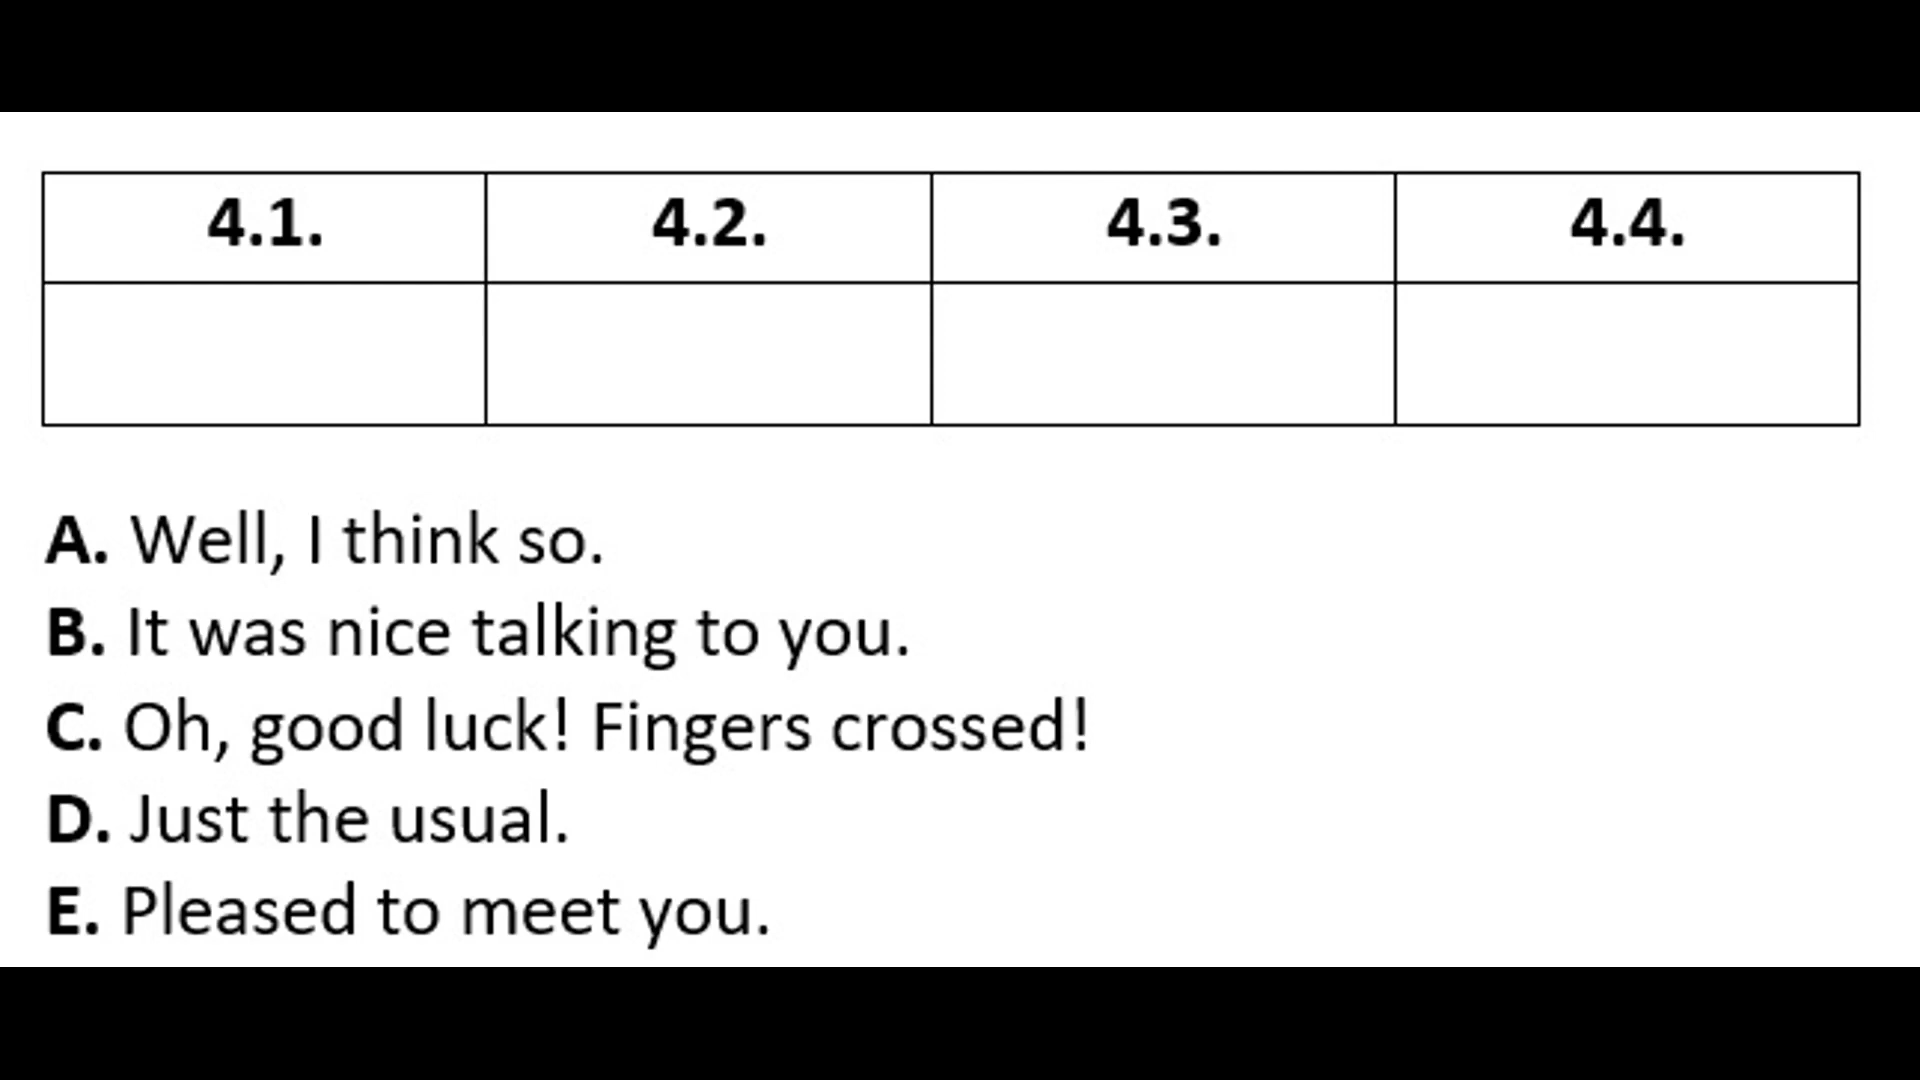 4.1. 4.2. 4.3. 4.4.
A. Well, I think so.
B. It was nice talking to you.
C. Oh, good luck! Fingers crossed!
D. Just the usual.
E. Pleased to meet you.